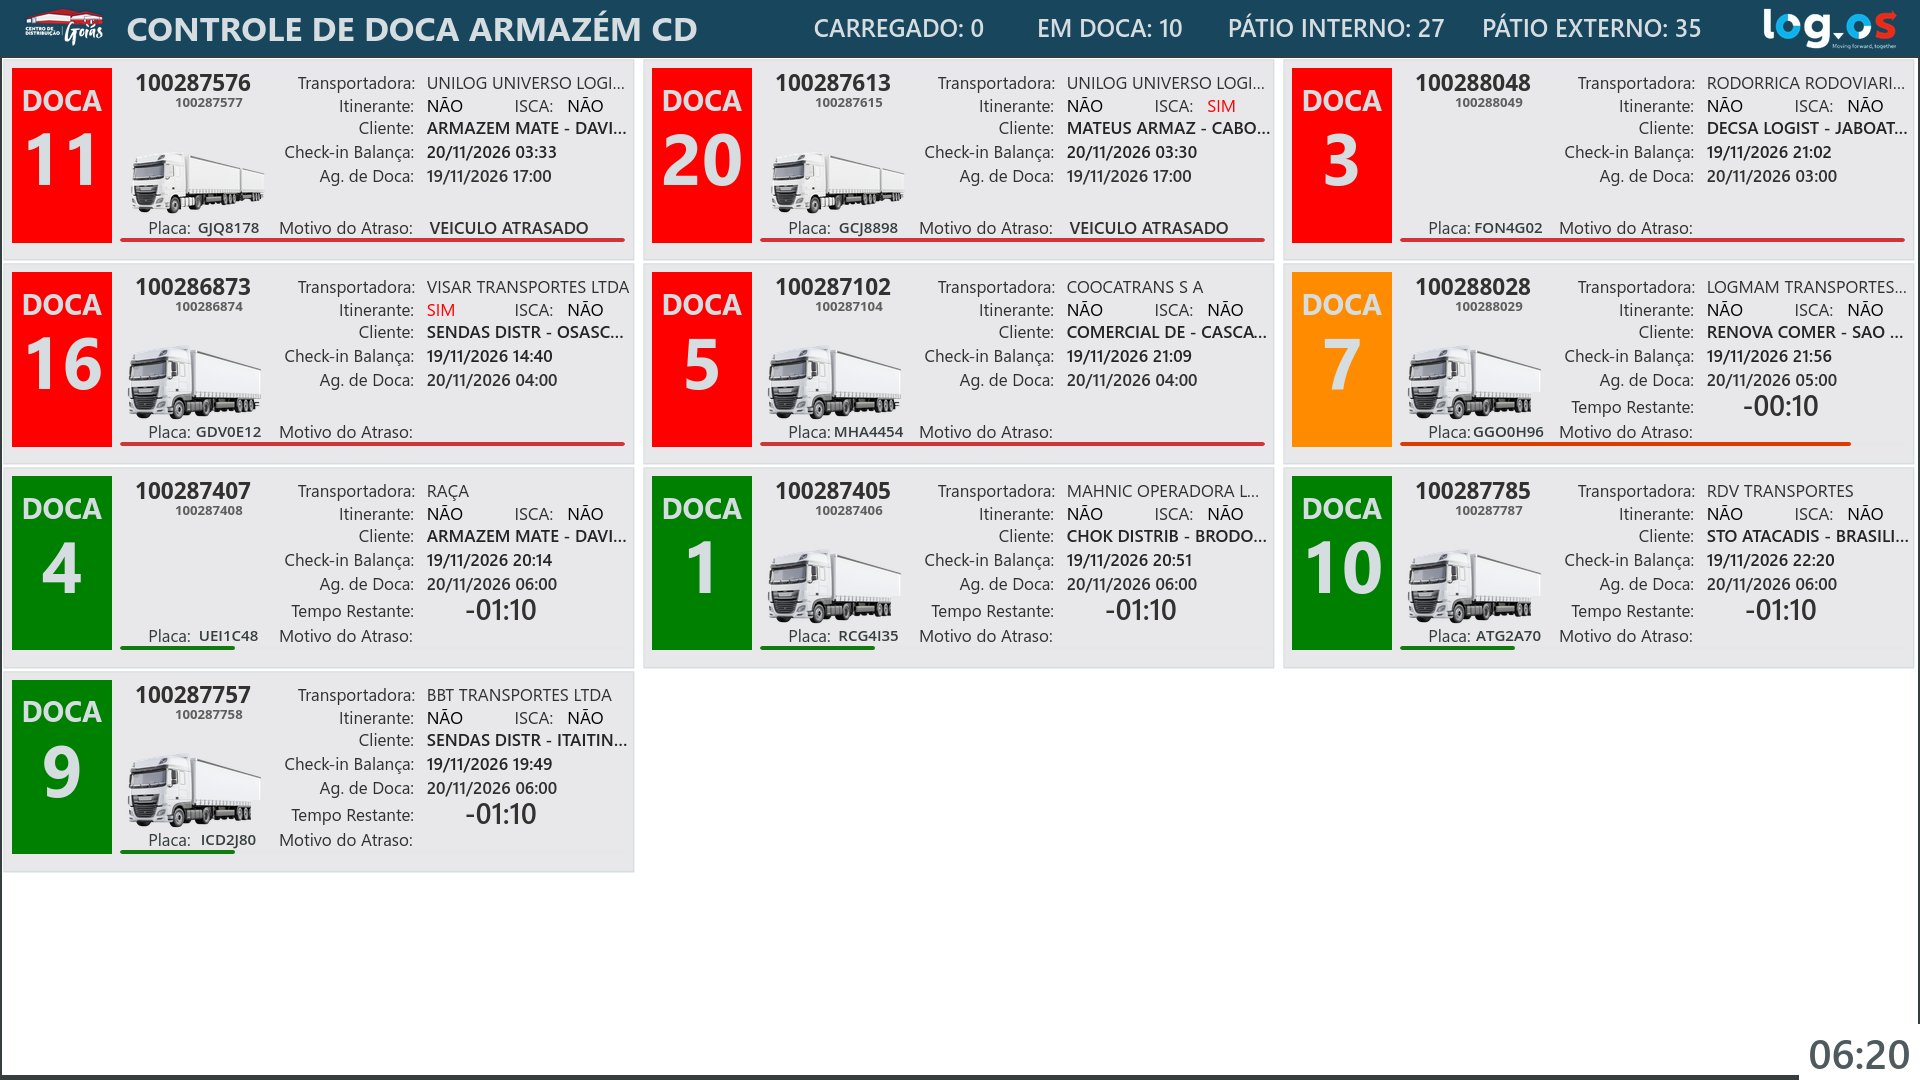 CENTRO DE DISTRIBUIÇÃO Goiás
CONTROLE DE DOCA ARMAZÉM CD
CARREGADO: 0
EM DOCA: 10
PÁTIO INTERNO: 27
PÁTIO EXTERNO: 35
log.os
Moving forward, together
DOCA
11
100287576
100287577
Transportadora: UNILOG UNIVERSO LOGI...
Itinerante: NÃO ISCA: NÃO
Cliente: ARMAZEM MATE - DAVI...
Check-in Balança: 20/11/2026 03:33
Ag. de Doca: 19/11/2026 17:00
Placa: GJQ8178 Motivo do Atraso: VEICULO ATRASADO
DOCA
20
100287613
100287615
Transportadora: UNILOG UNIVERSO LOGI...
Itinerante: NÃO ISCA: SIM
Cliente: MATEUS ARMAZ - CABO...
Check-in Balança: 20/11/2026 03:30
Ag. de Doca: 19/11/2026 17:00
Placa: GCJ8898 Motivo do Atraso: VEICULO ATRASADO
DOCA
3
100288048
100288049
Transportadora: RODORRICA RODOVIARI...
Itinerante: NÃO ISCA: NÃO
Cliente: DECSA LOGIST - JABOAT...
Check-in Balança: 19/11/2026 21:02
Ag. de Doca: 20/11/2026 03:00
Placa: FON4G02 Motivo do Atraso:
DOCA
16
100286873
100286874
Transportadora: VISAR TRANSPORTES LTDA
Itinerante: SIM ISCA: NÃO
Cliente: SENDAS DISTR - OSASC...
Check-in Balança: 19/11/2026 14:40
Ag. de Doca: 20/11/2026 04:00
Placa: GDV0E12 Motivo do Atraso:
DOCA
5
100287102
100287104
Transportadora: COOCATRANS S A
Itinerante: NÃO ISCA: NÃO
Cliente: COMERCIAL DE - CASCA...
Check-in Balança: 19/11/2026 21:09
Ag. de Doca: 20/11/2026 04:00
Placa: MHA4454 Motivo do Atraso:
DOCA
7
100288028
100288029
Transportadora: LOGMAM TRANSPORTES...
Itinerante: NÃO ISCA: NÃO
Cliente: RENOVA COMER - SAO ...
Check-in Balança: 19/11/2026 21:56
Ag. de Doca: 20/11/2026 05:00
Tempo Restante: -00:10
Placa: GGO0H96 Motivo do Atraso:
DOCA
4
100287407
100287408
Transportadora: RAÇA
Itinerante: NÃO ISCA: NÃO
Cliente: ARMAZEM MATE - DAVI...
Check-in Balança: 19/11/2026 20:14
Ag. de Doca: 20/11/2026 06:00
Tempo Restante: -01:10
Placa: UEI1C48 Motivo do Atraso:
DOCA
1
100287405
100287406
Transportadora: MAHNIC OPERADORA L...
Itinerante: NÃO ISCA: NÃO
Cliente: CHOK DISTRIB - BRODO...
Check-in Balança: 19/11/2026 20:51
Ag. de Doca: 20/11/2026 06:00
Tempo Restante: -01:10
Placa: RCG4I35 Motivo do Atraso:
DOCA
10
100287785
100287787
Transportadora: RDV TRANSPORTES
Itinerante: NÃO ISCA: NÃO
Cliente: STO ATACADIS - BRASILI...
Check-in Balança: 19/11/2026 22:20
Ag. de Doca: 20/11/2026 06:00
Tempo Restante: -01:10
Placa: ATG2A70 Motivo do Atraso:
DOCA
9
100287757
100287758
Transportadora: BBT TRANSPORTES LTDA
Itinerante: NÃO ISCA: NÃO
Cliente: SENDAS DISTR - ITAITIN...
Check-in Balança: 19/11/2026 19:49
Ag. de Doca: 20/11/2026 06:00
Tempo Restante: -01:10
Placa: ICD2J80 Motivo do Atraso:
06:20